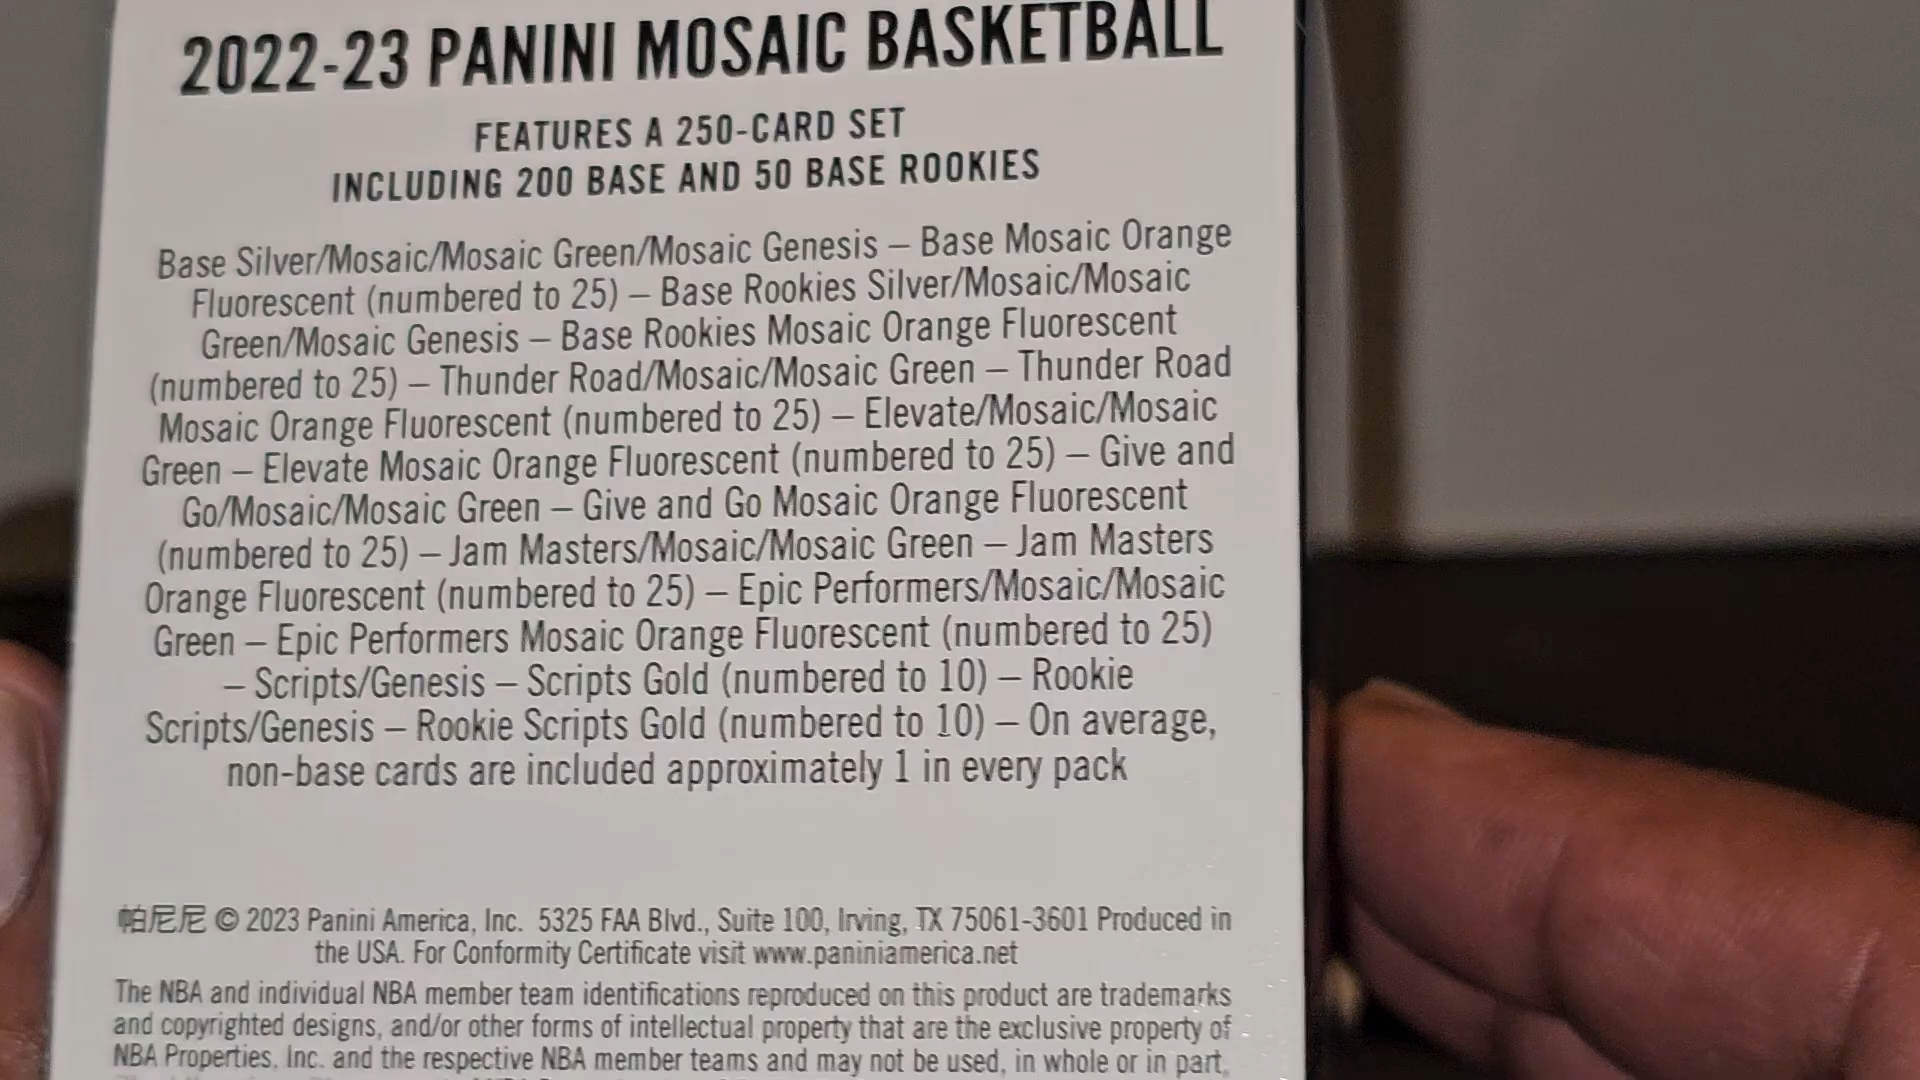 2022-23 PANINI MOSAIC BASKETBALL
FEATURES A 250-CARD SET
INCLUDING 200 BASE AND 50 BASE ROOKIES
Base Silver/Mosaic/Mosaic Green/Mosaic Genesis – Base Mosaic Orange
Fluorescent (numbered to 25) – Base Rookies Silver/Mosaic/Mosaic
Green/Mosaic Genesis – Base Rookies Mosaic Orange Fluorescent
(numbered to 25) – Thunder Road/Mosaic/Mosaic Green – Thunder Road
Mosaic Orange Fluorescent (numbered to 25) – Elevate/Mosaic/Mosaic
Green – Elevate Mosaic Orange Fluorescent (numbered to 25) – Give and
Go/Mosaic/Mosaic Green – Give and Go Mosaic Orange Fluorescent
(numbered to 25) – Jam Masters/Mosaic/Mosaic Green – Jam Masters
Orange Fluorescent (numbered to 25) – Epic Performers/Mosaic/Mosaic
Green – Epic Performers Mosaic Orange Fluorescent (numbered to 25)
– Scripts/Genesis – Scripts Gold (numbered to 10) – Rookie
Scripts/Genesis – Rookie Scripts Gold (numbered to 10) – On average,
non-base cards are included approximately 1 in every pack
帕尼尼 © 2023 Panini America, Inc. 5325 FAA Blvd., Suite 100, Irving, TX 75061-3601 Produced in
the USA. For Conformity Certificate visit www.paniniamerica.net
The NBA and individual NBA member team identifications reproduced on this product are trademarks
and copyrighted designs, and/or other forms of intellectual property that are the exclusive property of
NBA Properties, Inc. and the respective NBA member teams and may not be used, in whole or in part,